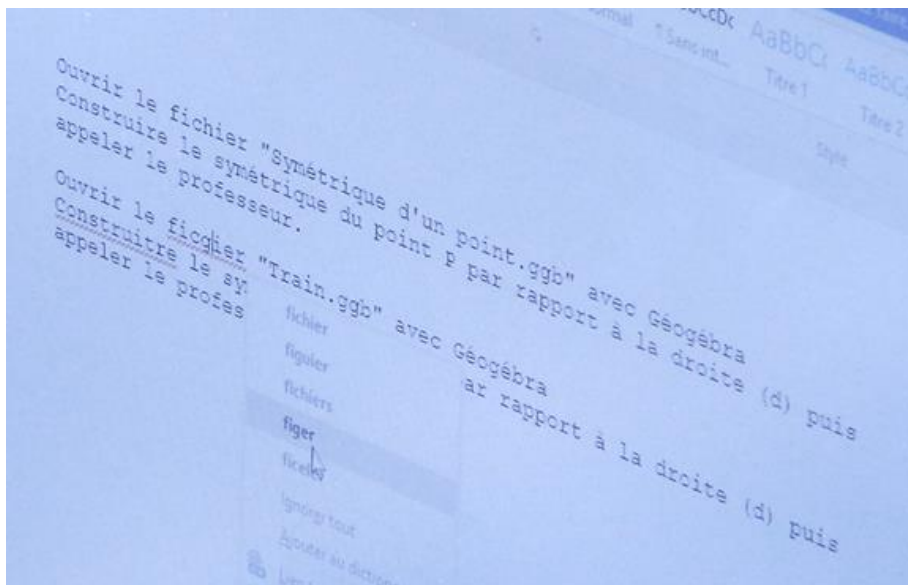 AaBbCc AaBbC
¶ Sans int... Titre 1 Titre 2
Style
Ouvrir le fichier "Symétrique d'un point.ggb" avec Géogébra
Construire le symétrique du point p par rapport à la droite (d) puis
appeler le professeur.
Ouvrir le ficgier "Train.ggb" avec Géogébra
Construitre le sy ar rapport à la droite (d) puis
appeler le profes
fichier
figuier
fichiers
figer
Ignorer tout
Ajouter au diction